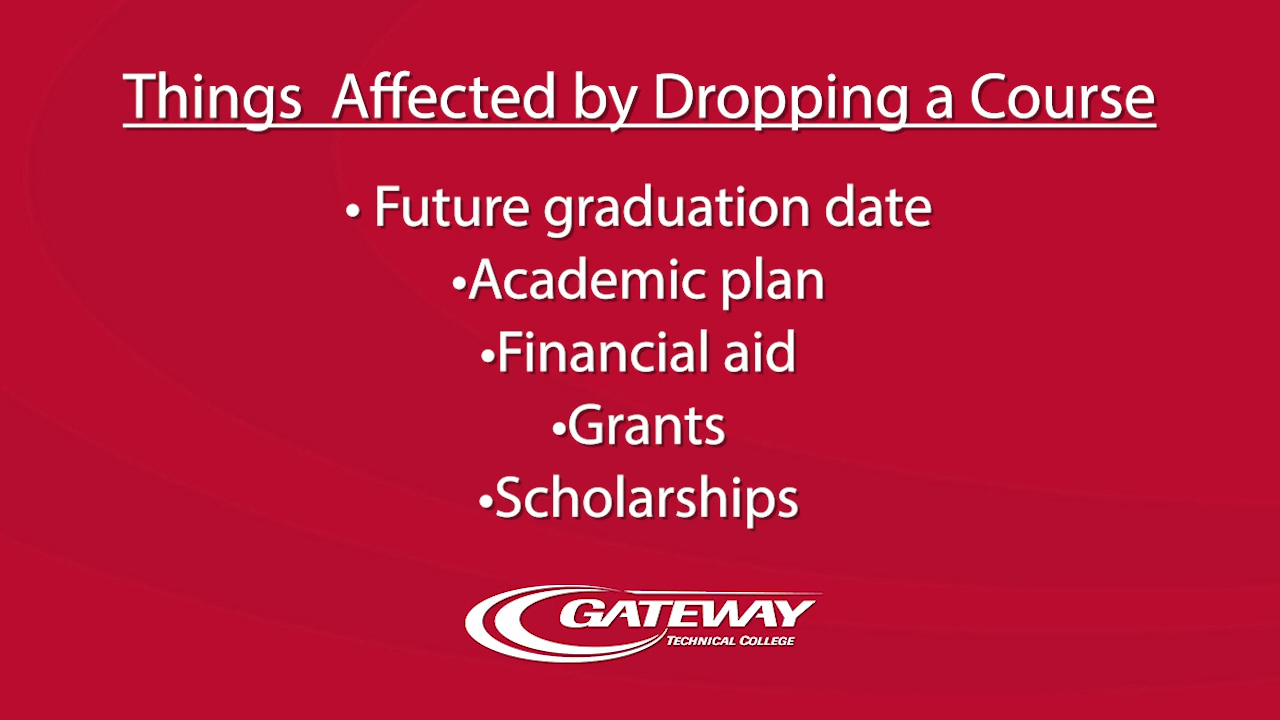 Things  Affected by Dropping a Course
• Future graduation date
•Academic plan
•Financial aid
•Grants
•Scholarships
GATEWAY
TECHNICAL COLLEGE